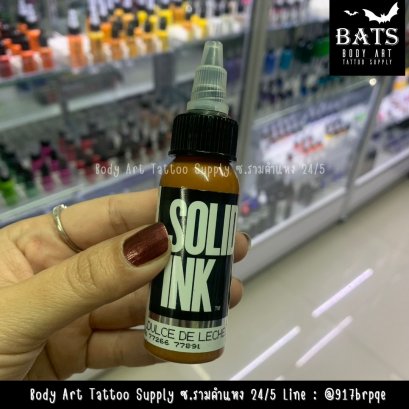 BATS
BODY ART
TATTOO SUPPLY
Body Art Tattoo Supply ซ.รามคำแหง 24/5
SOLID
INK
TM
DULCE DE LECHE
77266 77891
Body Art Tattoo Supply ซ.รามคำแหง 24/5 Line : @917brpqe